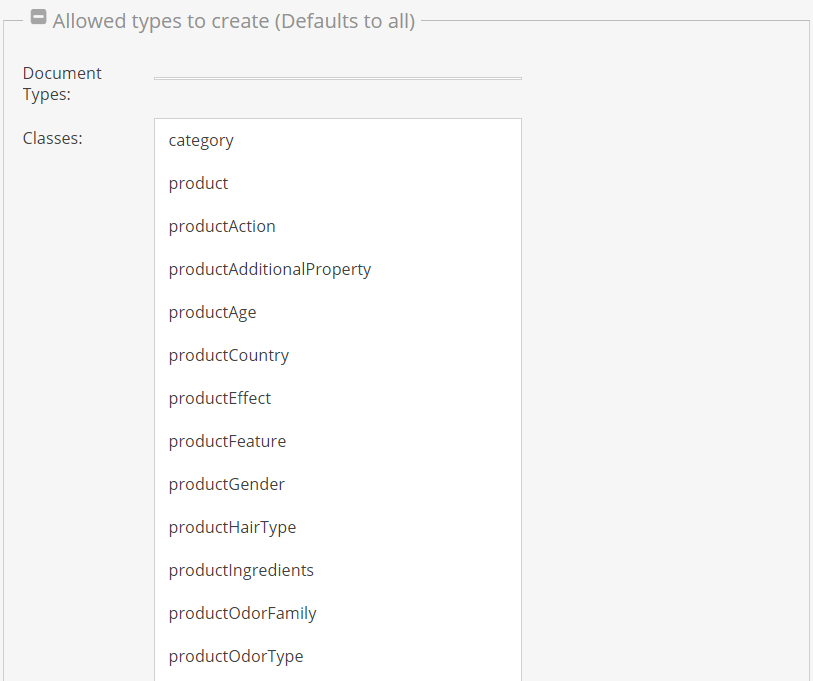 Allowed types to create (Defaults to all)
Document
Types:
Classes:
category
product
productAction
productAdditionalProperty
productAge
productCountry
productEffect
productFeature
productGender
productHairType
productIngredients
productOdorFamily
productOdorType